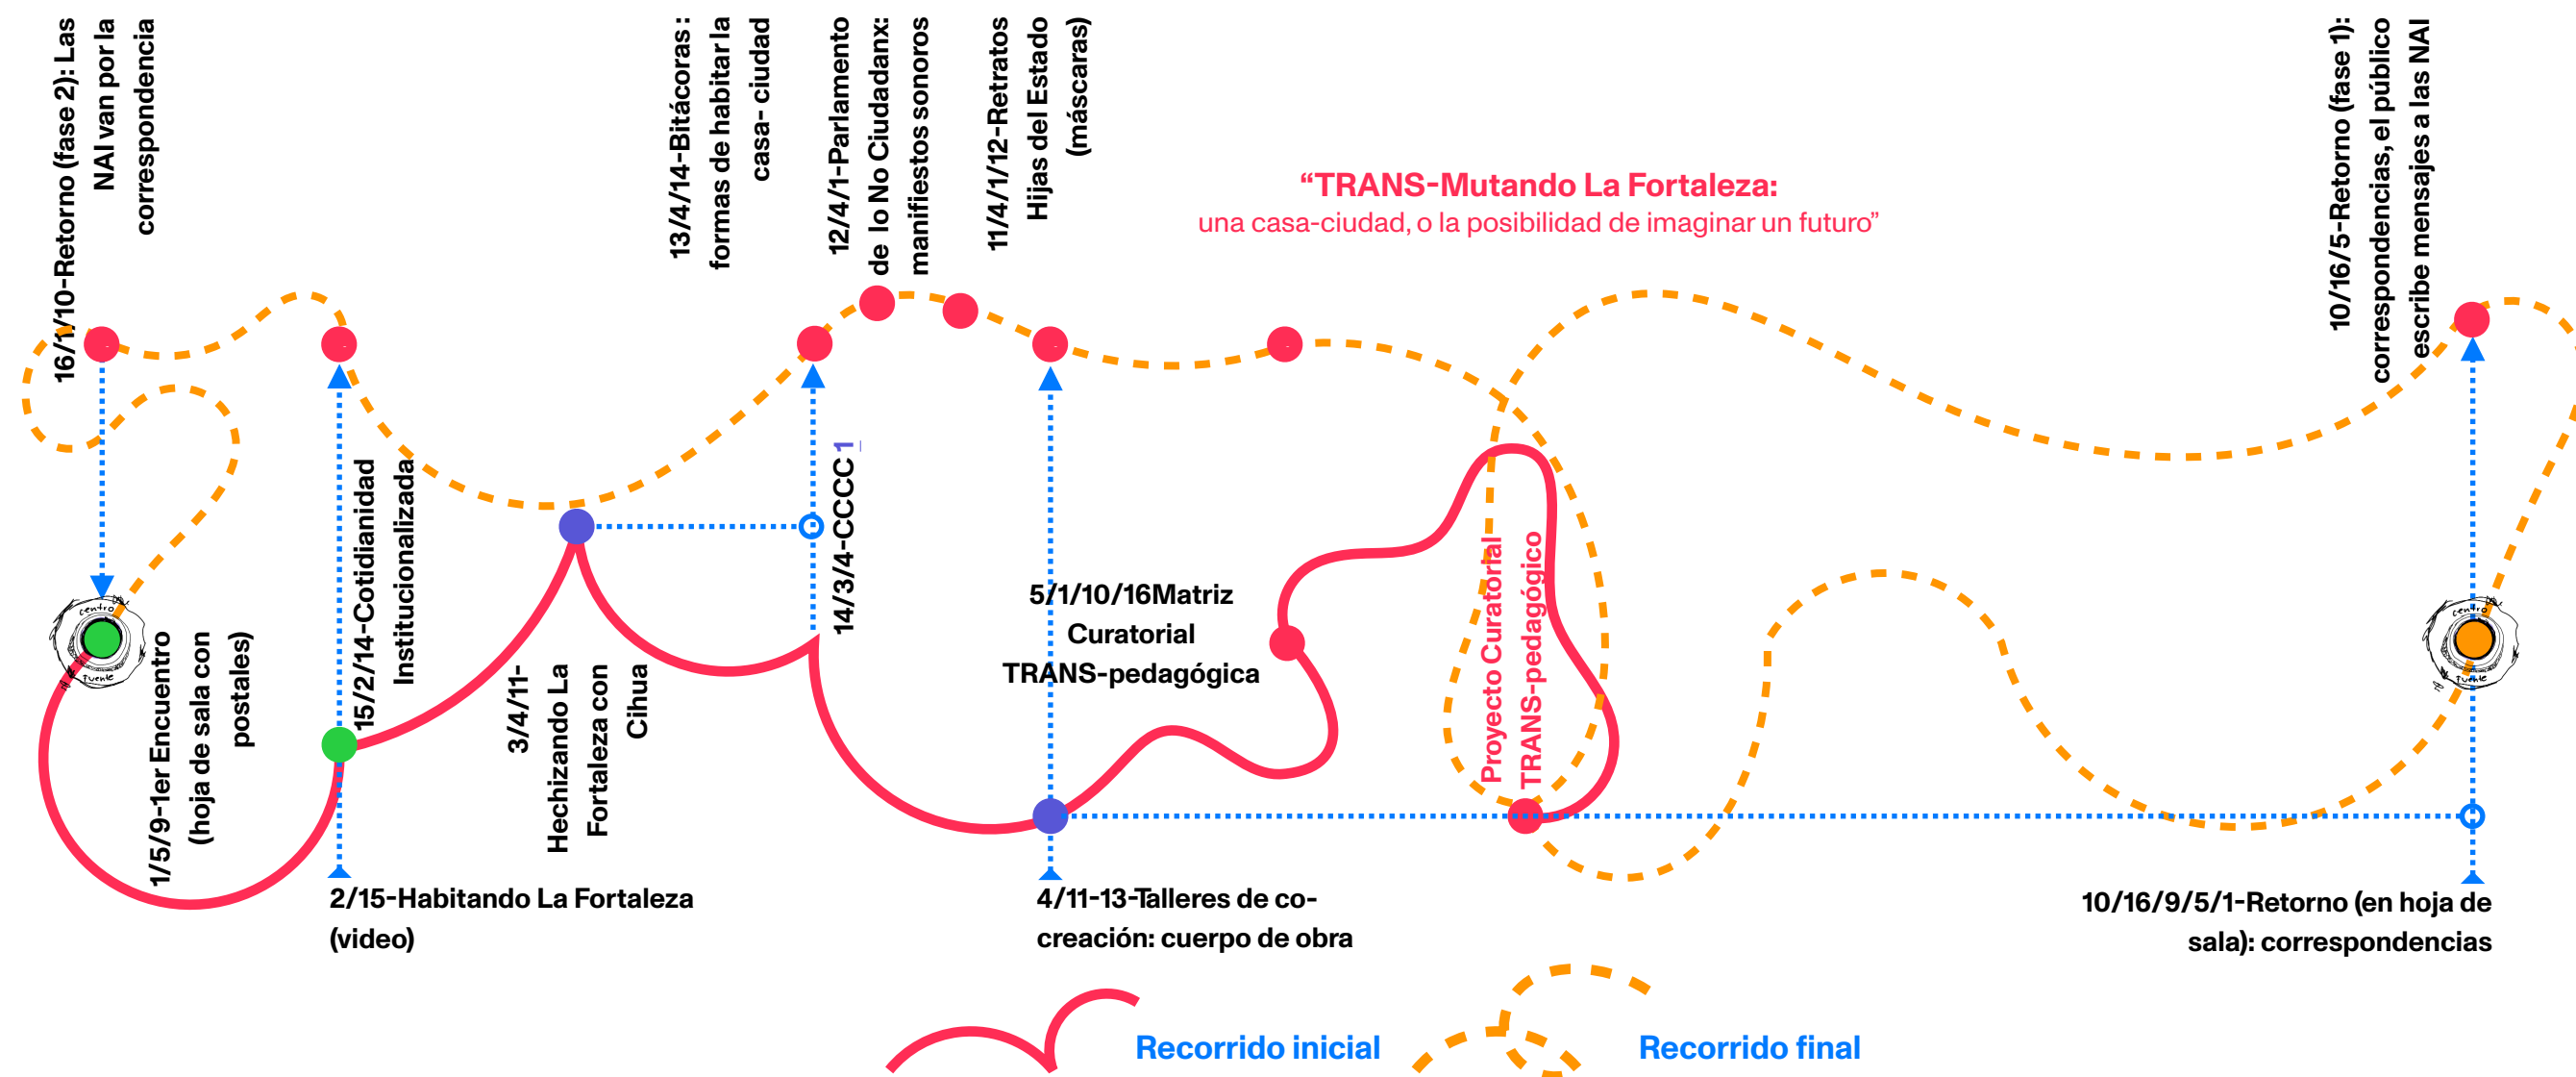 16/1/10-Retorno (fase 2): Las
NAI van por la
correspondencia
13/4/14-Bitácoras :
formas de habitar la
casa- ciudad
12/4/1-Parlamento
de lo No Ciudadanx:
manifiestos sonoros
11/4/1/12-Retratos
Hijas del Estado
(máscaras)
“TRANS-Mutando La Fortaleza:
una casa-ciudad, o la posibilidad de imaginar un futuro”
10/16/5-Retorno (fase 1):
correspondencias, el público
escribe mensajes a las NAI
centro
fuente
1/5/9-1er Encuentro
(hoja de sala con
postales)
15/2/14-Cotidianidad
Institucionalizada
3/4/11-
Hechizando La
Fortaleza con
Cihua
14/3/4-CCCC 1
5/1/10/16Matriz
Curatorial
TRANS-pedagógica
Proyecto Curatorial
TRANS-pedagógico
centro
fuente
2/15-Habitando La Fortaleza
(video)
4/11-13-Talleres de co-
creación: cuerpo de obra
10/16/9/5/1-Retorno (en hoja de
sala): correspondencias
Recorrido inicial
Recorrido final